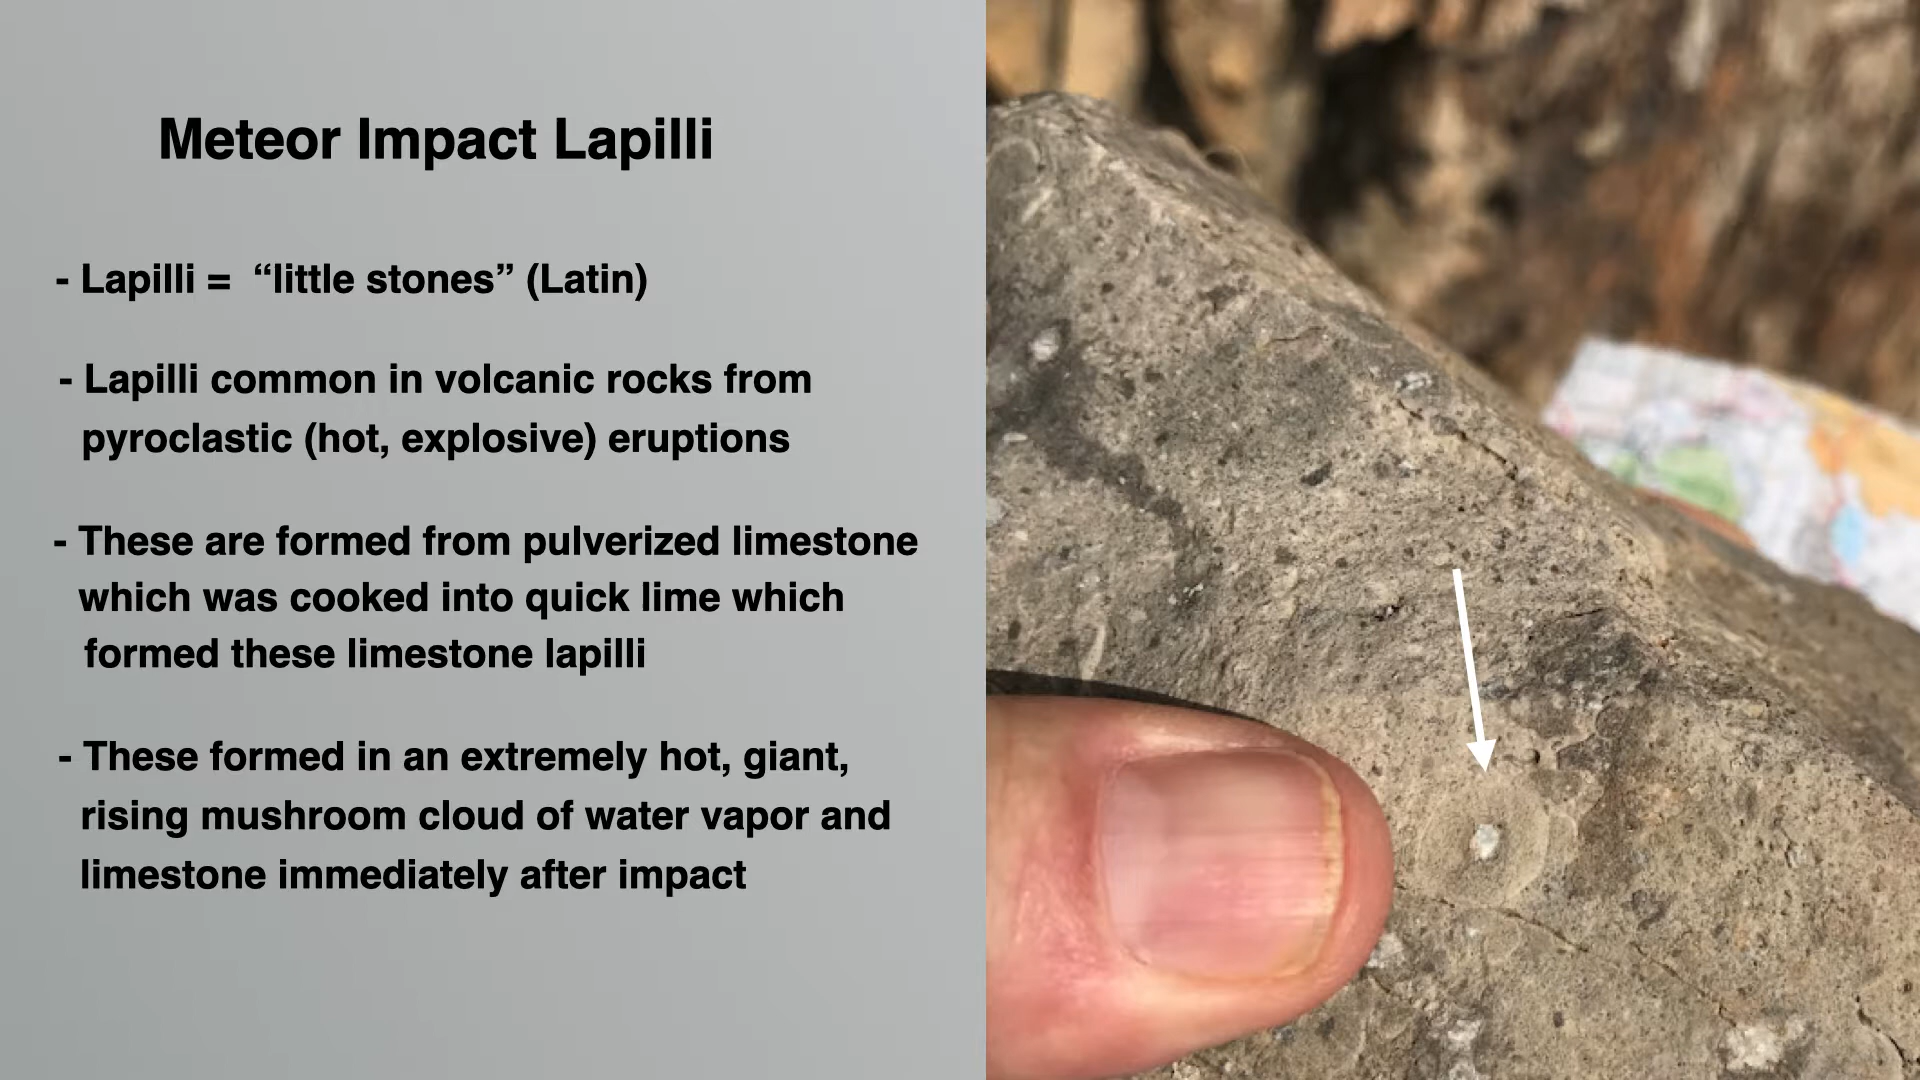 Meteor Impact Lapilli
- Lapilli = “little stones” (Latin)
- Lapilli common in volcanic rocks from
pyroclastic (hot, explosive) eruptions
- These are formed from pulverized limestone
which was cooked into quick lime which
formed these limestone lapilli
- These formed in an extremely hot, giant,
rising mushroom cloud of water vapor and
limestone immediately after impact